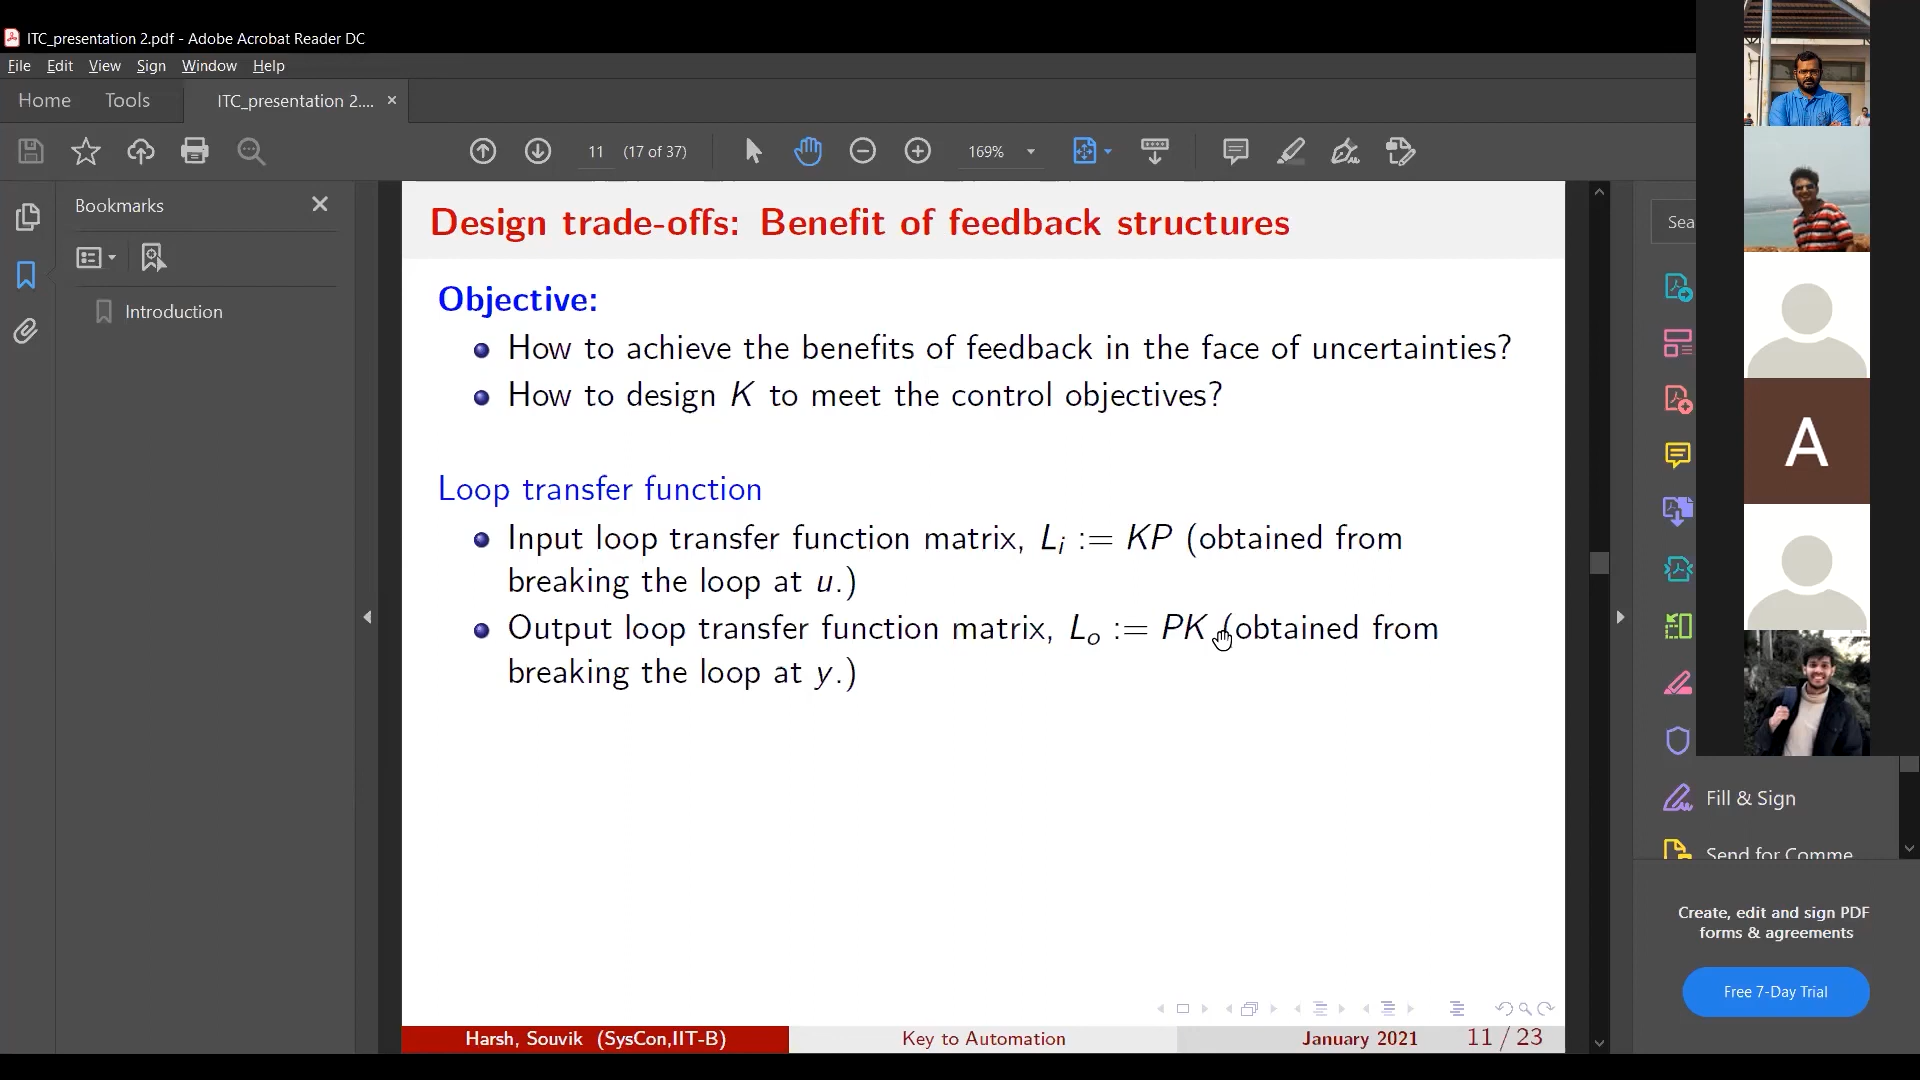 ITC_presentation 2.pdf - Adobe Acrobat Reader DC
File Edit View Sign Window Help
Home Tools ITC_presentation 2.... ×
11 (17 of 37) 169%
Bookmarks
Introduction
Design trade-offs: Benefit of feedback structures
Objective:
How to achieve the benefits of feedback in the face of uncertainties?
How to design K to meet the control objectives?
Loop transfer function
Input loop transfer function matrix, Lᵢ := KP (obtained from
breaking the loop at u.)
Output loop transfer function matrix, Lₒ := PK (obtained from
breaking the loop at y.)
Harsh, Souvik (SysCon,IIT-B) Key to Automation January 2021 11 / 23
Sea
A
Fill & Sign
Send for Comme
Create, edit and sign PDF
forms & agreements
Free 7-Day Trial